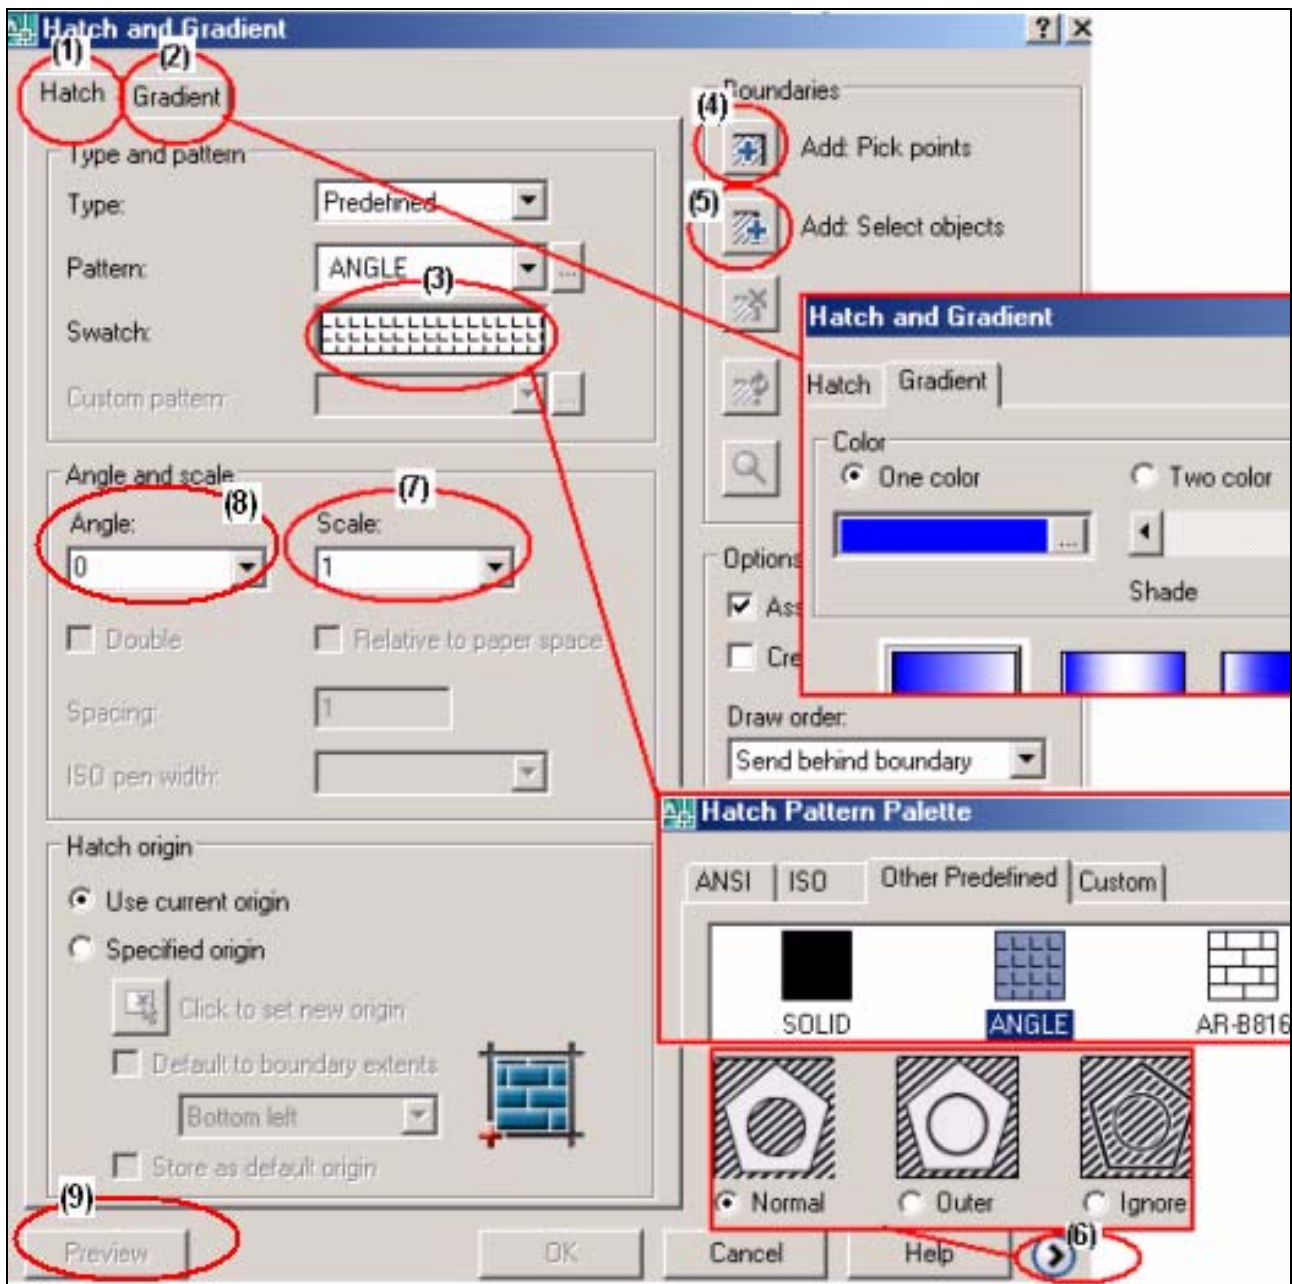 Hatch and Gradient
(1)
(2)
Hatch
Gradient
Type and pattern
Type:
Predefined
Pattern:
ANGLE
...
(3)
Swatch:
Custom pattern:
...
Angle and scale
(8)
(7)
Angle:
Scale:
0
1
Double
Relative to paper space
Spacing:
1
ISO pen width:
Hatch origin
Use current origin
Specified origin
Click to set new origin
Default to boundary extents
Bottom left
Store as default origin
(9)
Preview
OK
Cancel
Help
(6)
Boundaries
(4)
Add: Pick points
(5)
Add: Select objects
Options
Ass
Cre
Draw order:
Send behind boundary
Hatch and Gradient
Hatch
Gradient
Color
One color
Two color
...
Shade
Hatch Pattern Palette
ANSI
ISO
Other Predefined
Custom
SOLID
ANGLE
AR-B816
Normal
Outer
Ignore